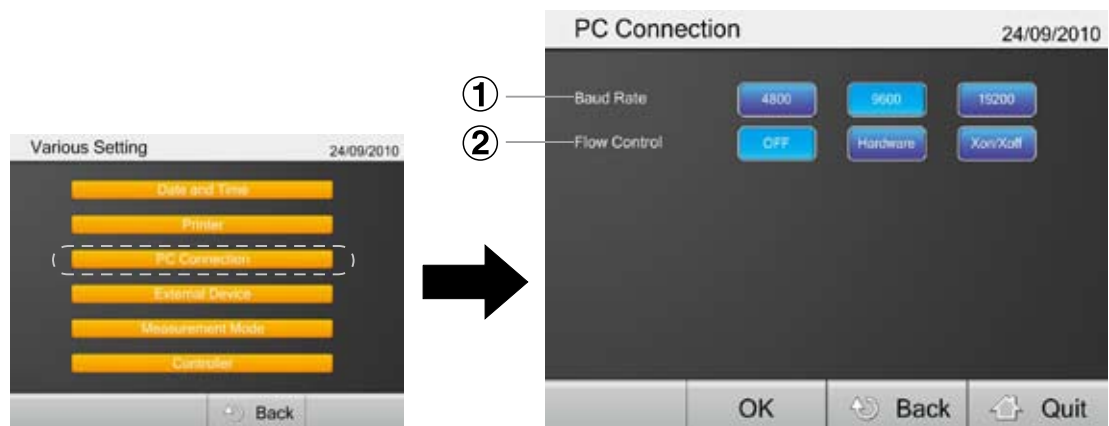 Various Setting 24/09/2010
Date and Time
Printer
PC Connection
External Device
Measurement Mode
Controller
Back
PC Connection 24/09/2010
① Baud Rate 4800 9600 19200
② Flow Control OFF Hardware Xon/Xoff
OK Back Quit